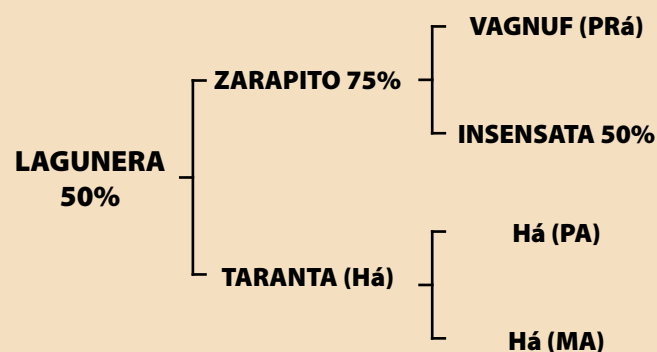 VAGNUF (PRá)
ZARAPITO 75%
INSENSATA 50%
LAGUNERA
50%
Há (PA)
TARANTA (Há)
Há (MA)